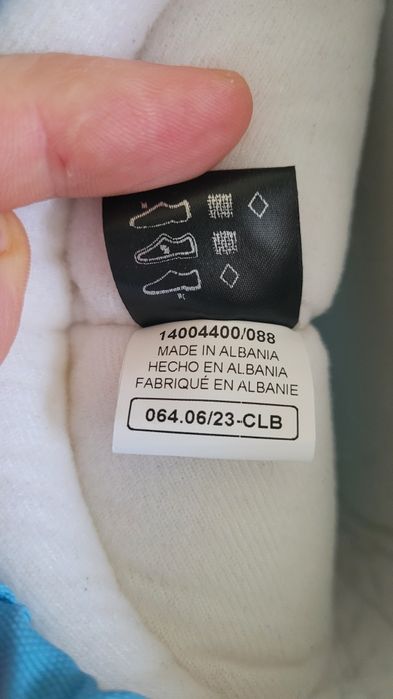 14004400/088
MADE IN ALBANIA
HECHO EN ALBANIA
FABRIQUÉ EN ALBANIE
064.06/23-CLB